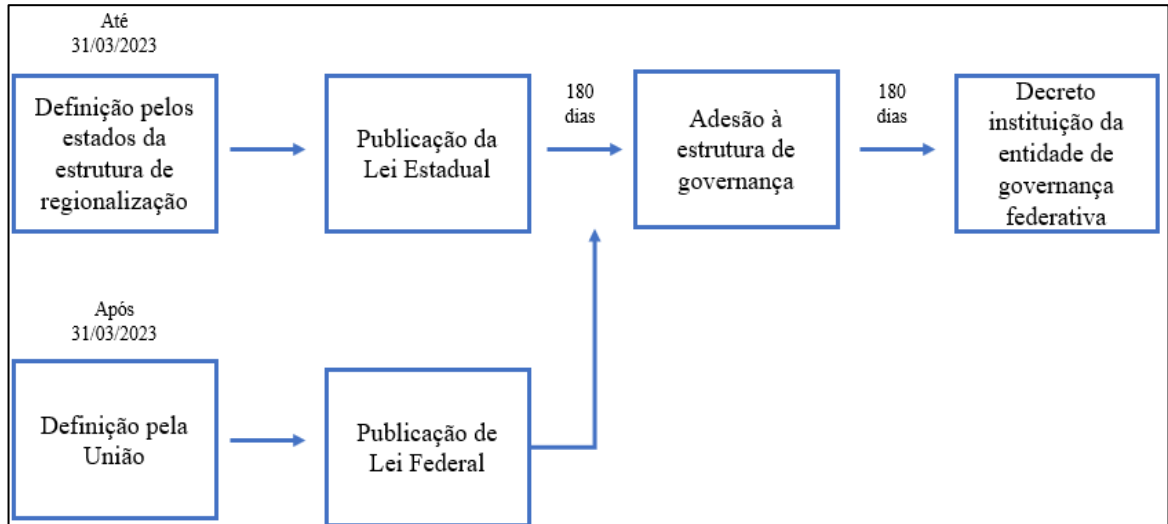 Até
31/03/2023
Definição pelos
estados da
estrutura de
regionalização
Publicação da
Lei Estadual
180
dias
Adesão à
estrutura de
governança
180
dias
Decreto
instituição da
entidade de
governança
federativa
Após
31/03/2023
Definição pela
União
Publicação de
Lei Federal